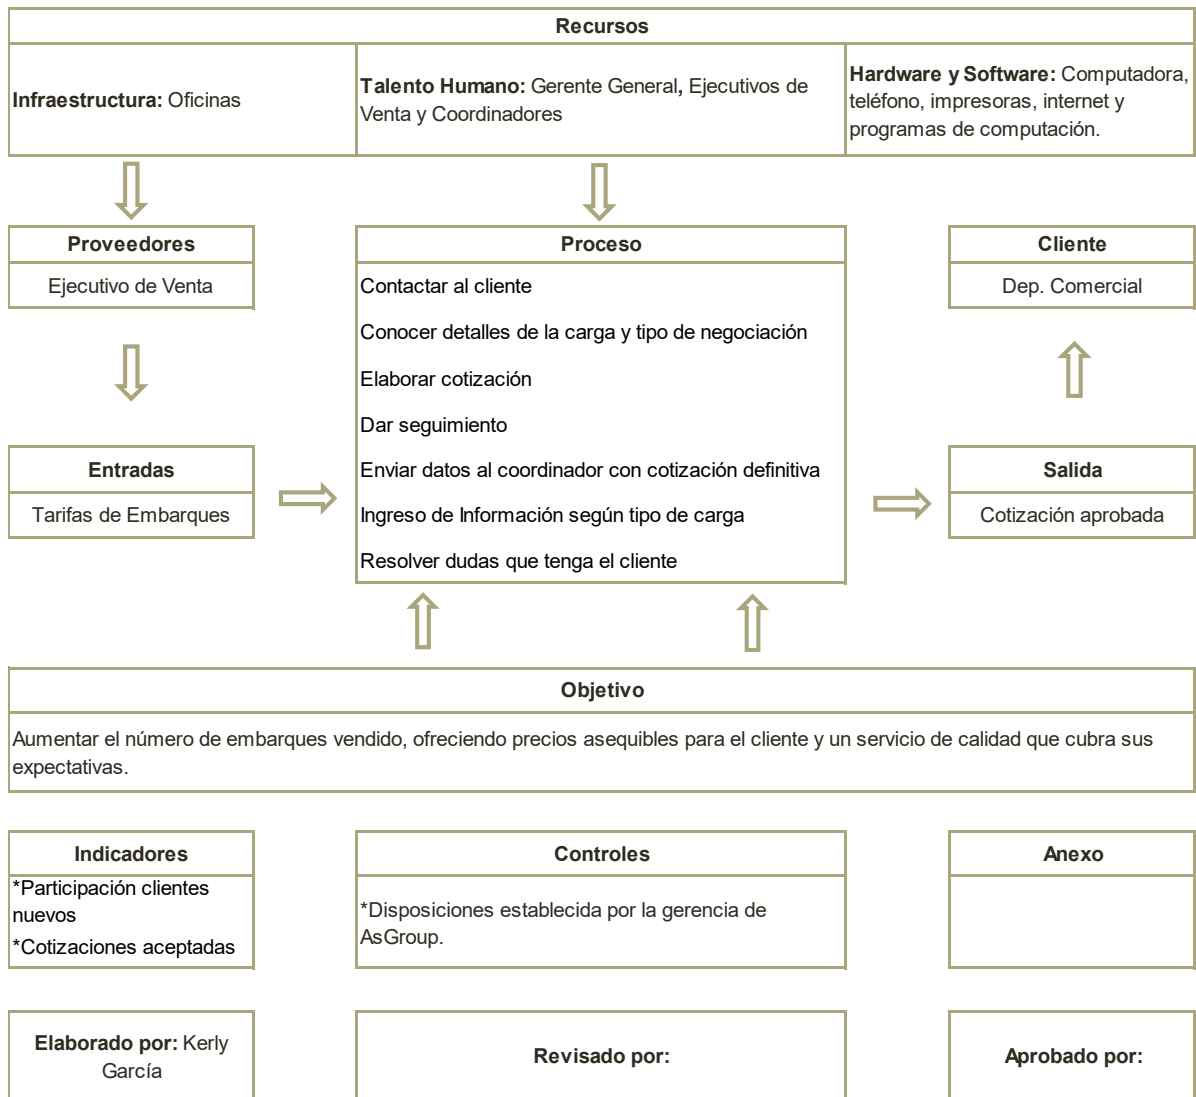 Recursos
Infraestructura: Oficinas
Talento Humano: Gerente General, Ejecutivos de
Venta y Coordinadores
Hardware y Software: Computadora,
teléfono, impresoras, internet y
programas de computación.
Proveedores
Ejecutivo de Venta
Proceso
Contactar al cliente
Conocer detalles de la carga y tipo de negociación
Elaborar cotización
Dar seguimiento
Enviar datos al coordinador con cotización definitiva
Ingreso de Información según tipo de carga
Resolver dudas que tenga el cliente
Cliente
Dep. Comercial
Entradas
Tarifas de Embarques
Salida
Cotización aprobada
Objetivo
Aumentar el número de embarques vendido, ofreciendo precios asequibles para el cliente y un servicio de calidad que cubra sus
expectativas.
Indicadores
*Participación clientes
nuevos
*Cotizaciones aceptadas
Controles
*Disposiciones establecida por la gerencia de
AsGroup.
Anexo
Elaborado por: Kerly
García
Revisado por:
Aprobado por: